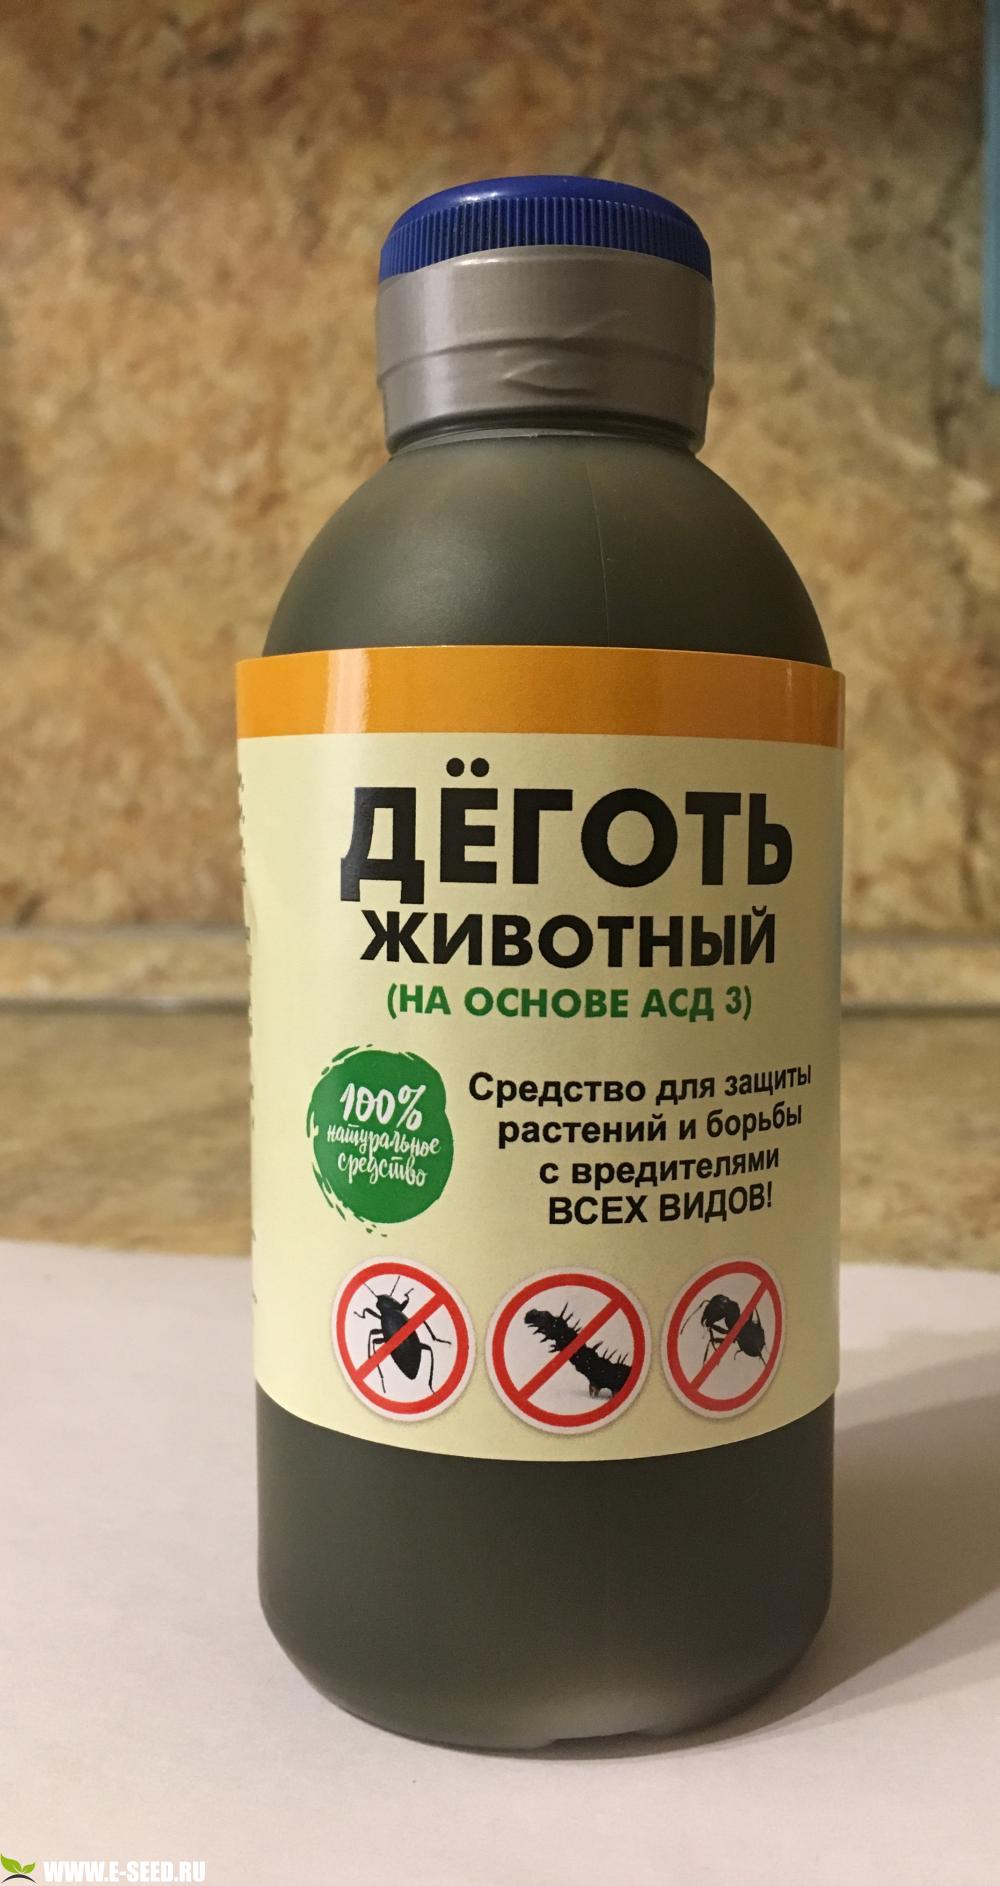 ДЁГОТЬ
ЖИВОТНЫЙ
(НА ОСНОВЕ АСД 3)
100%
натуральное
средство
Средство для защиты
растений и борьбы
с вредителями
ВСЕХ ВИДОВ!
WWW.E-SEED.RU